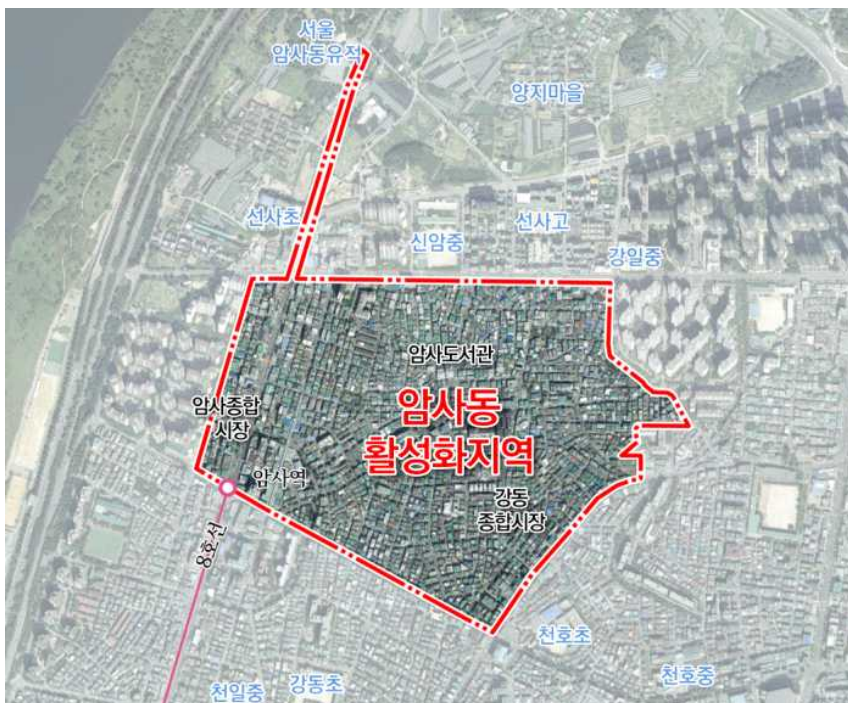 서울
암사동유적
양지마을
선사초
신암중
선사고
강일중
암사도서관
암사종합
시장
암사동
활성화지역
암사역
강동
종합시장
8호선
천호초
천일중
강동초
천호중